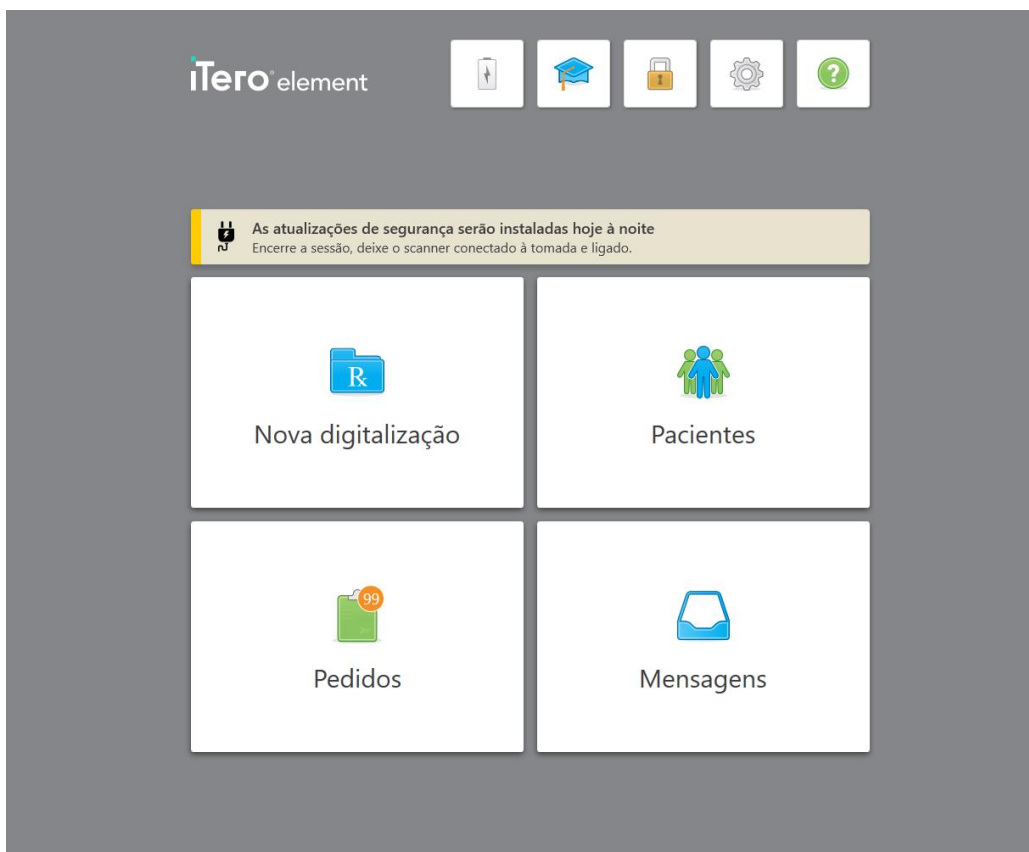 iTero element
?
As atualizações de segurança serão instaladas hoje à noite
Encerre a sessão, deixe o scanner conectado à tomada e ligado.
Rx
Nova digitalização
Pacientes
99
Pedidos
Mensagens